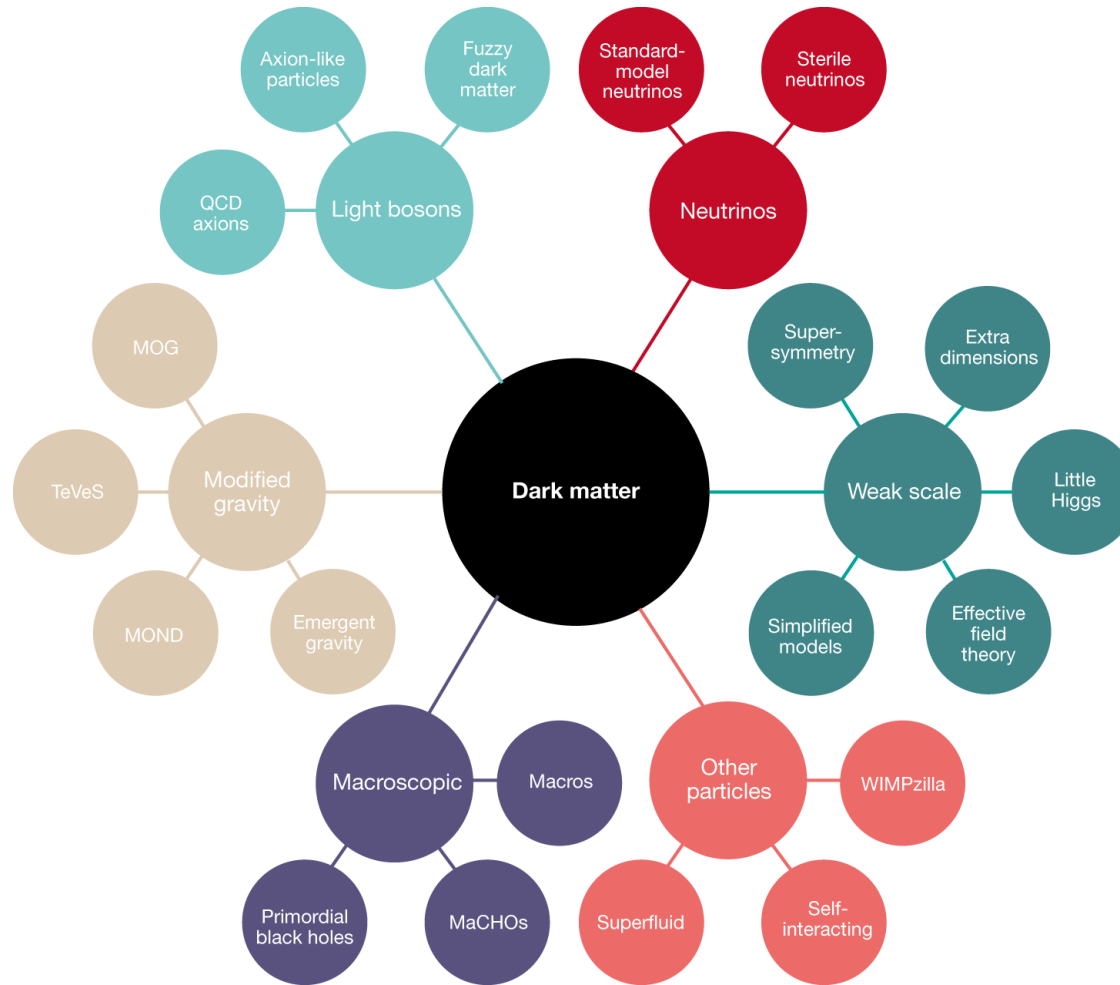 Axion-like
particles
Fuzzy
dark
matter
Standard-
model
neutrinos
Sterile
neutrinos
QCD
axions
Light bosons
Neutrinos
MOG
Super-
symmetry
Extra
dimensions
TeVeS
Modified
gravity
Dark matter
Weak scale
Little
Higgs
MOND
Emergent
gravity
Simplified
models
Effective
field
theory
Macroscopic
Macros
Other
particles
WIMPzilla
Primordial
black holes
MaCHOs
Superfluid
Self-
interacting